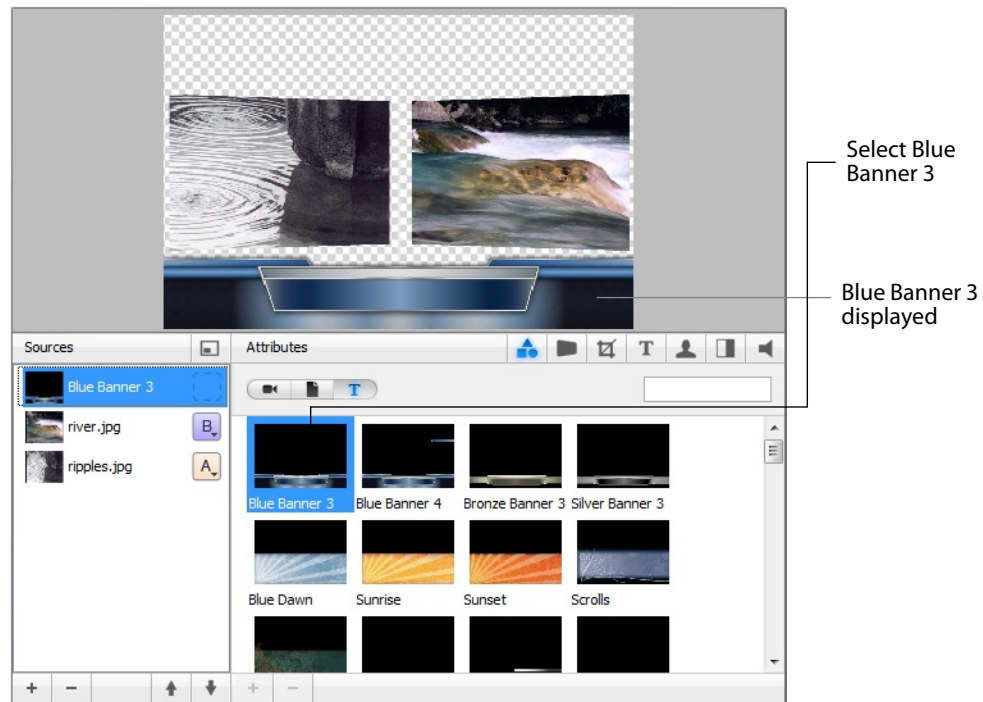 Select Blue
Banner 3
Blue Banner 3
displayed
Sources
Attributes
T
Blue Banner 3
T
river.jpg
B
ripples.jpg
A
Blue Banner 3
Blue Banner 4
Bronze Banner 3
Silver Banner 3
Blue Dawn
Sunrise
Sunset
Scrolls